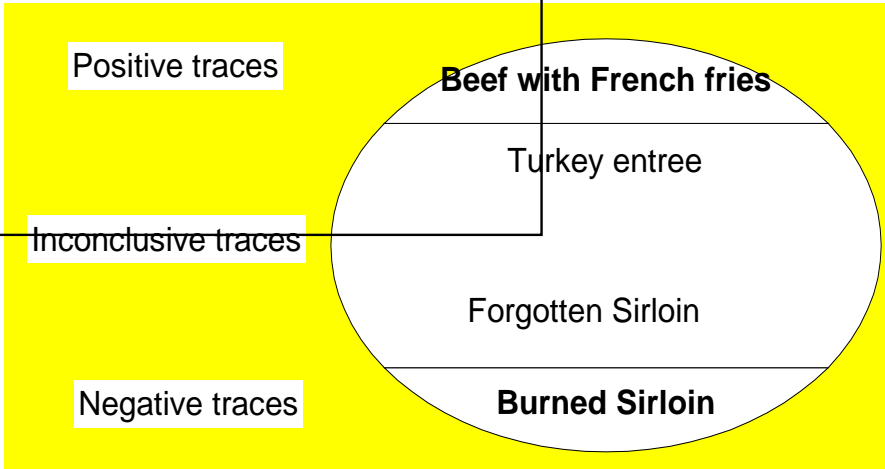 Positive traces
Beef with French fries
Turkey entree
Inconclusive traces
Forgotten Sirloin
Negative traces
Burned Sirloin